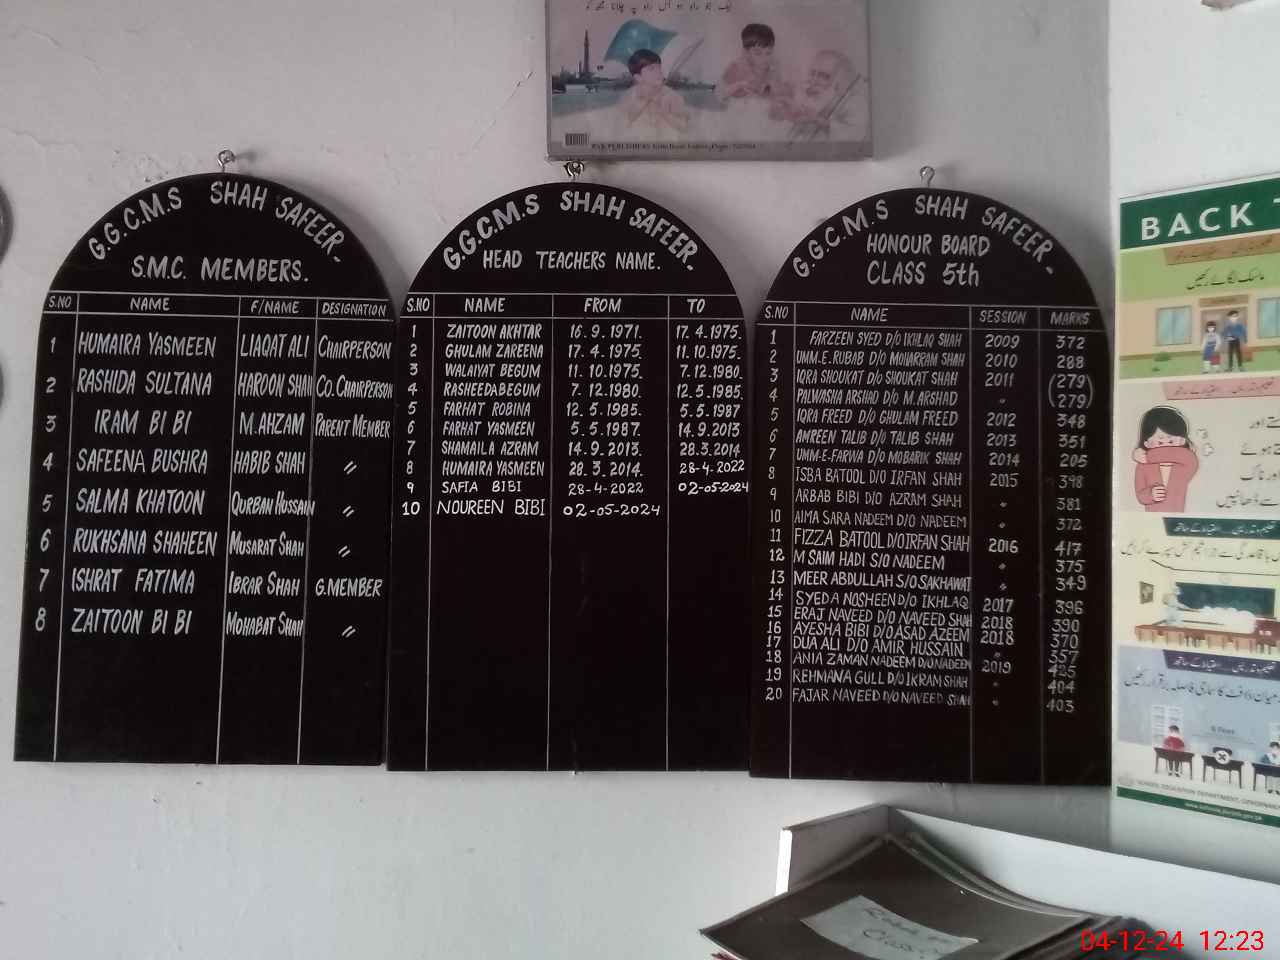 G.G.C.M.S SHAH SAFEER.
S.M.C. MEMBERS.
S.NO NAME F/NAME DESIGNATION
1 HUMAIRA YASMEEN LIAQAT ALI CHAIRPERSON
2 RASHIDA SULTANA HAROON SHAH CO. CHAIRPERSON
3 IRAM BI BI M.AHZAM PARENT MEMBER
4 SAFEENA BUSHRA HABIB SHAH "
5 SALMA KHATOON QURBAN HUSSAIN "
6 RUKHSANA SHAHEEN MUSARAT SHAH "
7 ISHRAT FATIMA IBRAR SHAH G.MEMBER
8 ZAITOON BI BI MOHABAT SHAH "
G.G.C.M.S SHAH SAFEER.
HEAD TEACHERS NAME.
S.NO NAME FROM TO
1 ZAITOON AKHTAR 16.9.1971. 17.4.1975.
2 GHULAM ZAREENA 17.4.1975. 11.10.1975.
3 WALAIYAT BEGUM 11.10.1975. 7.12.1980.
4 RASHEEDABEGUM 7.12.1980. 12.5.1985.
5 FARHAT ROBINA 12.5.1985. 5.5.1987
6 FARHAT YASMEEN 5.5.1987. 14.9.2013
7 SHAMAILA AZRAM 14.9.2013. 28.3.2014
8 HUMAIRA YASMEEN 28.3.2014. 28-4.2022
9 SAFIA BIBI 28-4-2022 02-05-2024
10 NOUREEN BIBI 02-05-2024
G.G.C.M.S SHAH SAFEER.
HONOUR BOARD
CLASS 5th
S.NO NAME SESSION MARKS
1 FARZEEN SYED D/O IKHLAQ SHAH 2009 372
2 UMM.E.RUBAB D/O MOHARRAM SHAH 2010 288
3 IQRA SHOUKAT D/O SHOUKAT SHAH 2011 (279)
4 PALWASHA ARSHAD D/O M.ARSHAD " (279)
5 IQRA FREED D/O GHULAM FREED 2012 348
6 AMREEN TALIB D/O TALIB SHAH 2013 351
7 UMM-E-FARWA D/O MOBARIK SHAH 2014 205
8 ISBA BATOOL D/O IRFAN SHAH 2015 398
9 ARBAB BIBI D/O AZRAM SHAH " 381
10 AIMA SARA NADEEM D/O NADEEM " 372
11 FIZZA BATOOL D/O IRFAN SHAH 2016 417
12 M SAIM HADI S/O NADEEM " 375
13 MEER ABDULLAH S/O SAKHAWAT " 349
14 SYEDA NOSHEEN D/O IKHLAQ 2017 396
15 ERAJ NAVEED D/O NAVEED SHAH 2018 390
16 AYESHA BIBI D/O ASAD AZEEM 2018 370
17 DUA ALI D/O AMIR HUSSAIN " 357
18 ANIA ZAMAN NADEEM D/O NADEEM 2019 425
19 REHMANA GULL D/O IKRAM SHAH " 404
20 FAJAR NAVEED D/O NAVEED SHAH " 403
BACK T
ماسک لگائے رکھیں
6 Feet
04-12-24 12:23